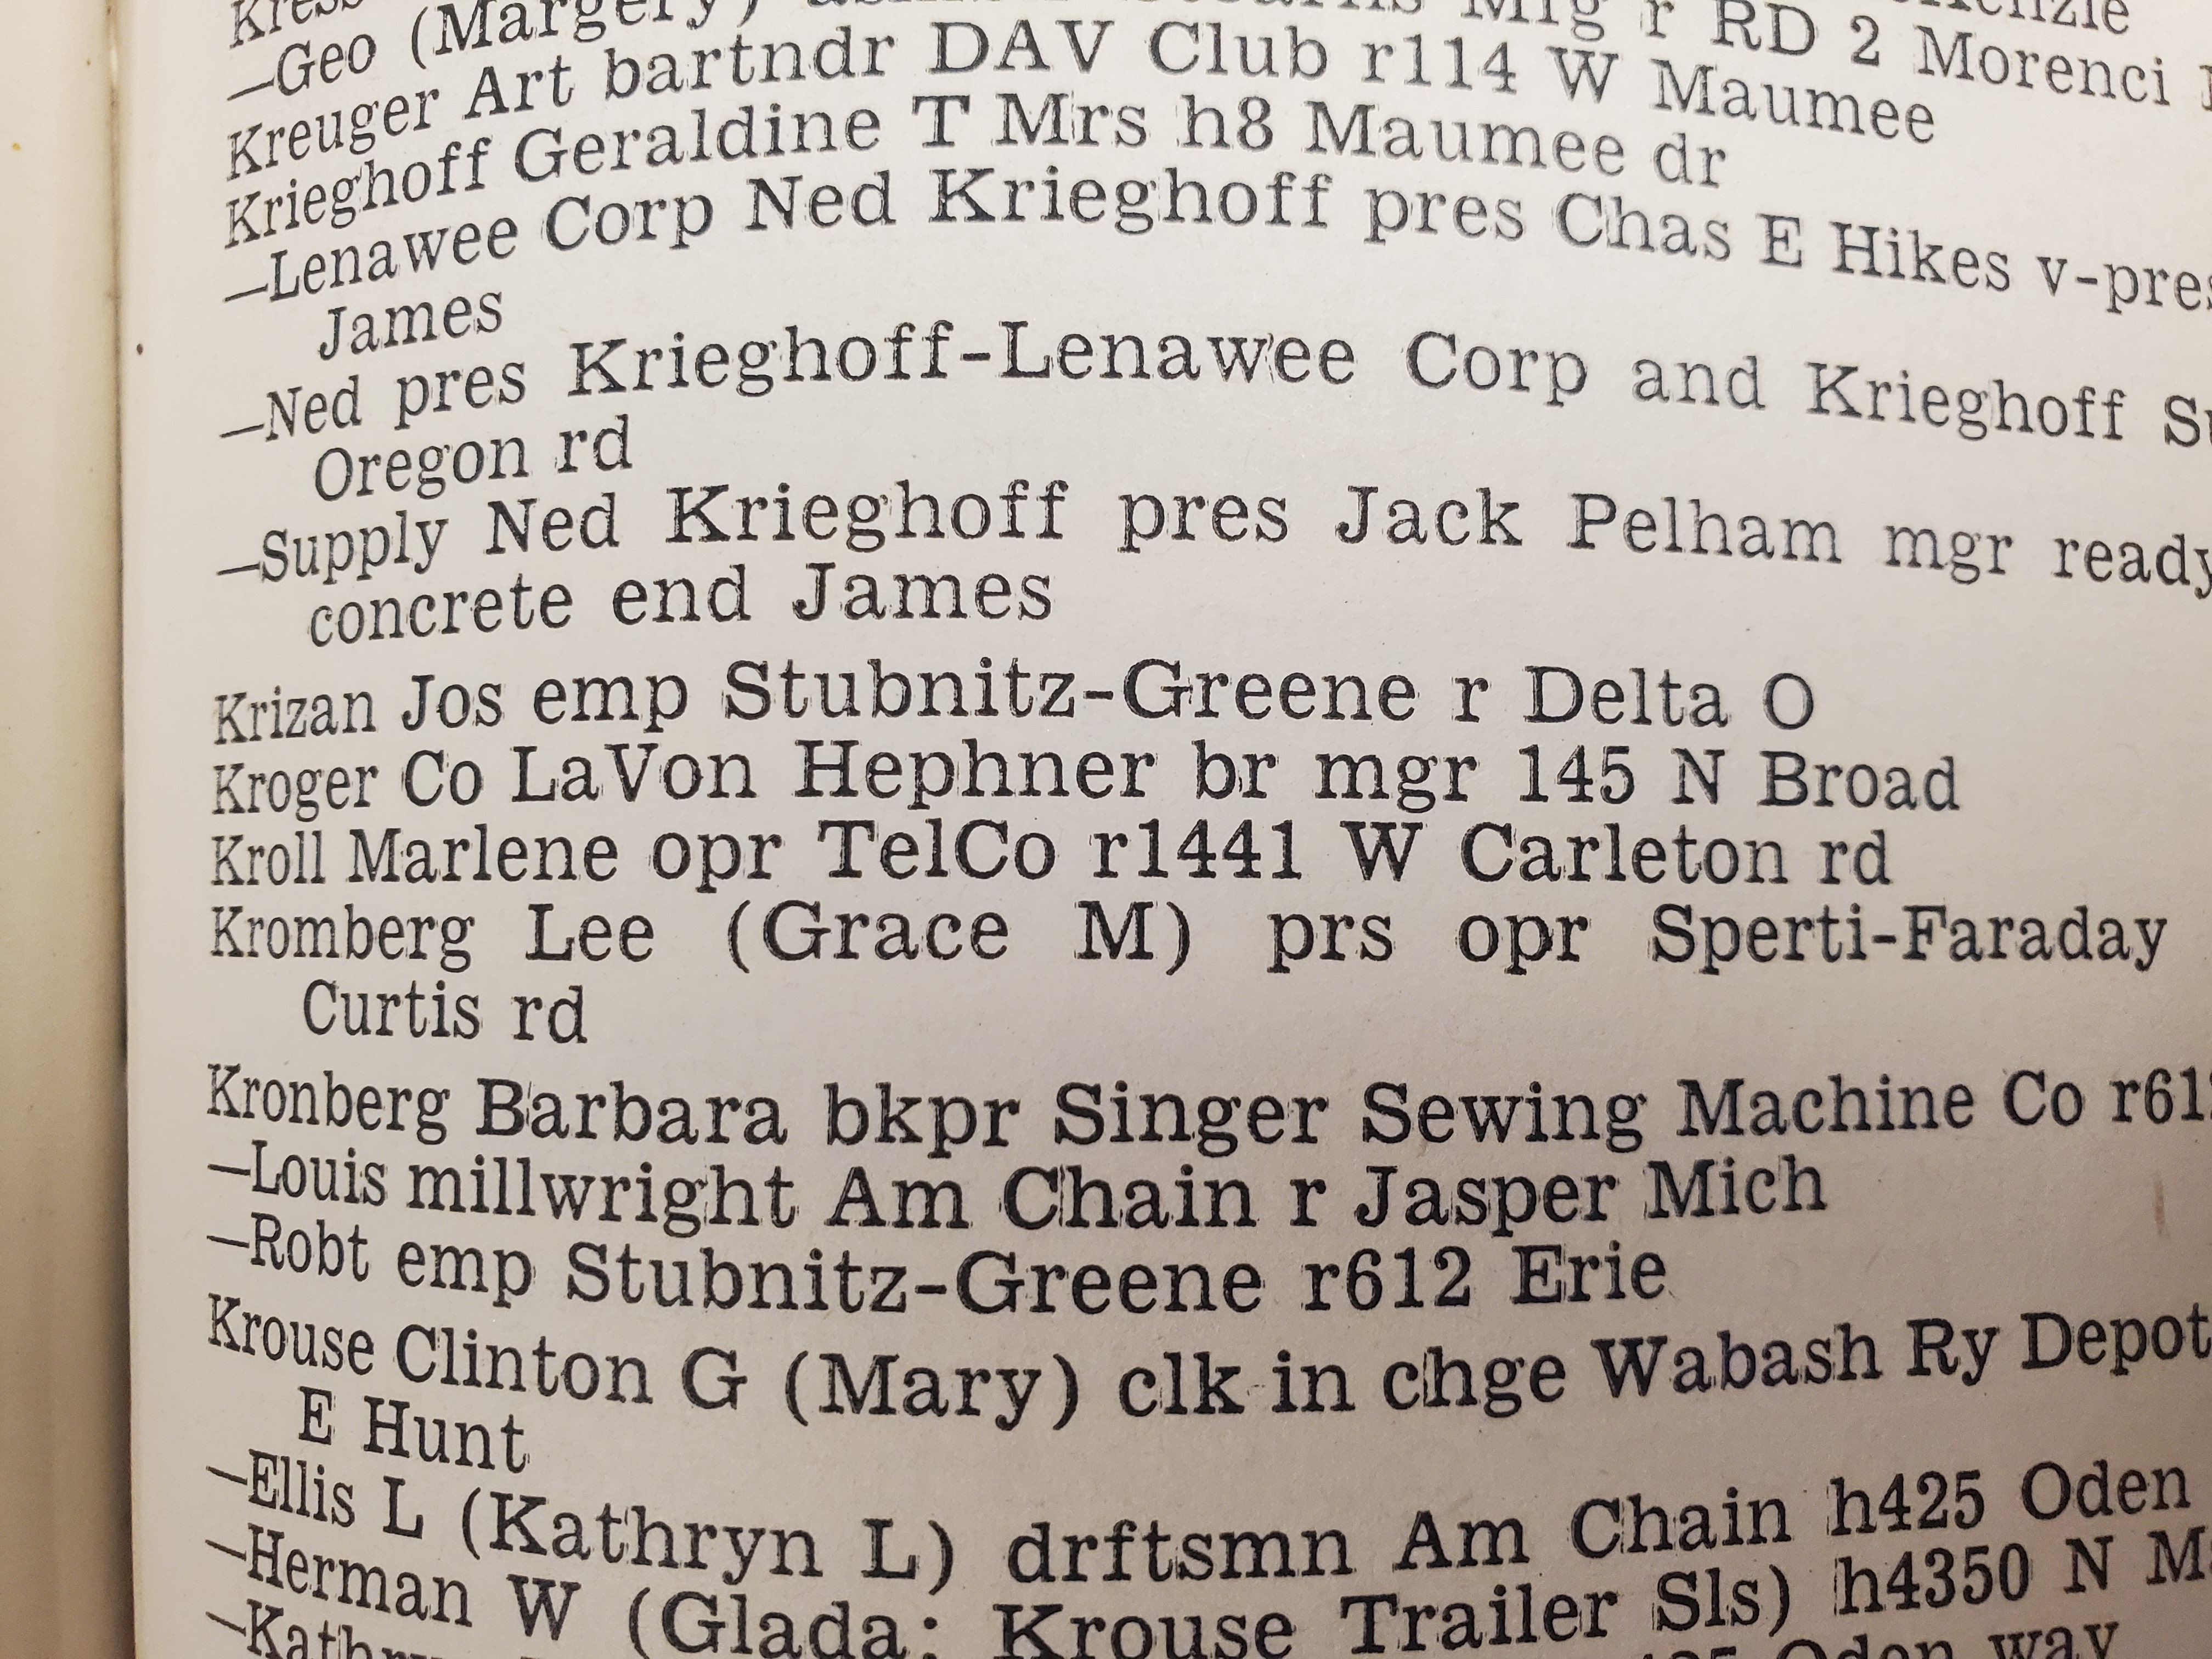 —Geo (Margery) Mfg r RD 2 Morenci
Kreuger Art bartndr DAV Club r114 W Maumee
Krieghoff Geraldine T Mrs h8 Maumee dr
—Lenawee Corp Ned Krieghoff pres Chas E Hikes v-pres
James
—Ned pres Krieghoff-Lenawee Corp and Krieghoff
Oregon rd
—Supply Ned Krieghoff pres Jack Pelham mgr ready
concrete end James
Krizan Jos emp Stubnitz-Greene r Delta O
Kroger Co LaVon Hephner br mgr 145 N Broad
Kroll Marlene opr TelCo r1441 W Carleton rd
Kromberg Lee (Grace M) prs opr Sperti-Faraday
Curtis rd
Kronberg Barbara bkpr Singer Sewing Machine Co
—Louis millwright Am Chain r Jasper Mich
—Robt emp Stubnitz-Greene r612 Erie
Krouse Clinton G (Mary) clk in chge Wabash Ry Depot
E Hunt
—Ellis L (Kathryn L) drftsmn Am Chain h425 Oden
—Herman W (Glada; Krouse Trailer Sls) h4350 N
Oden way